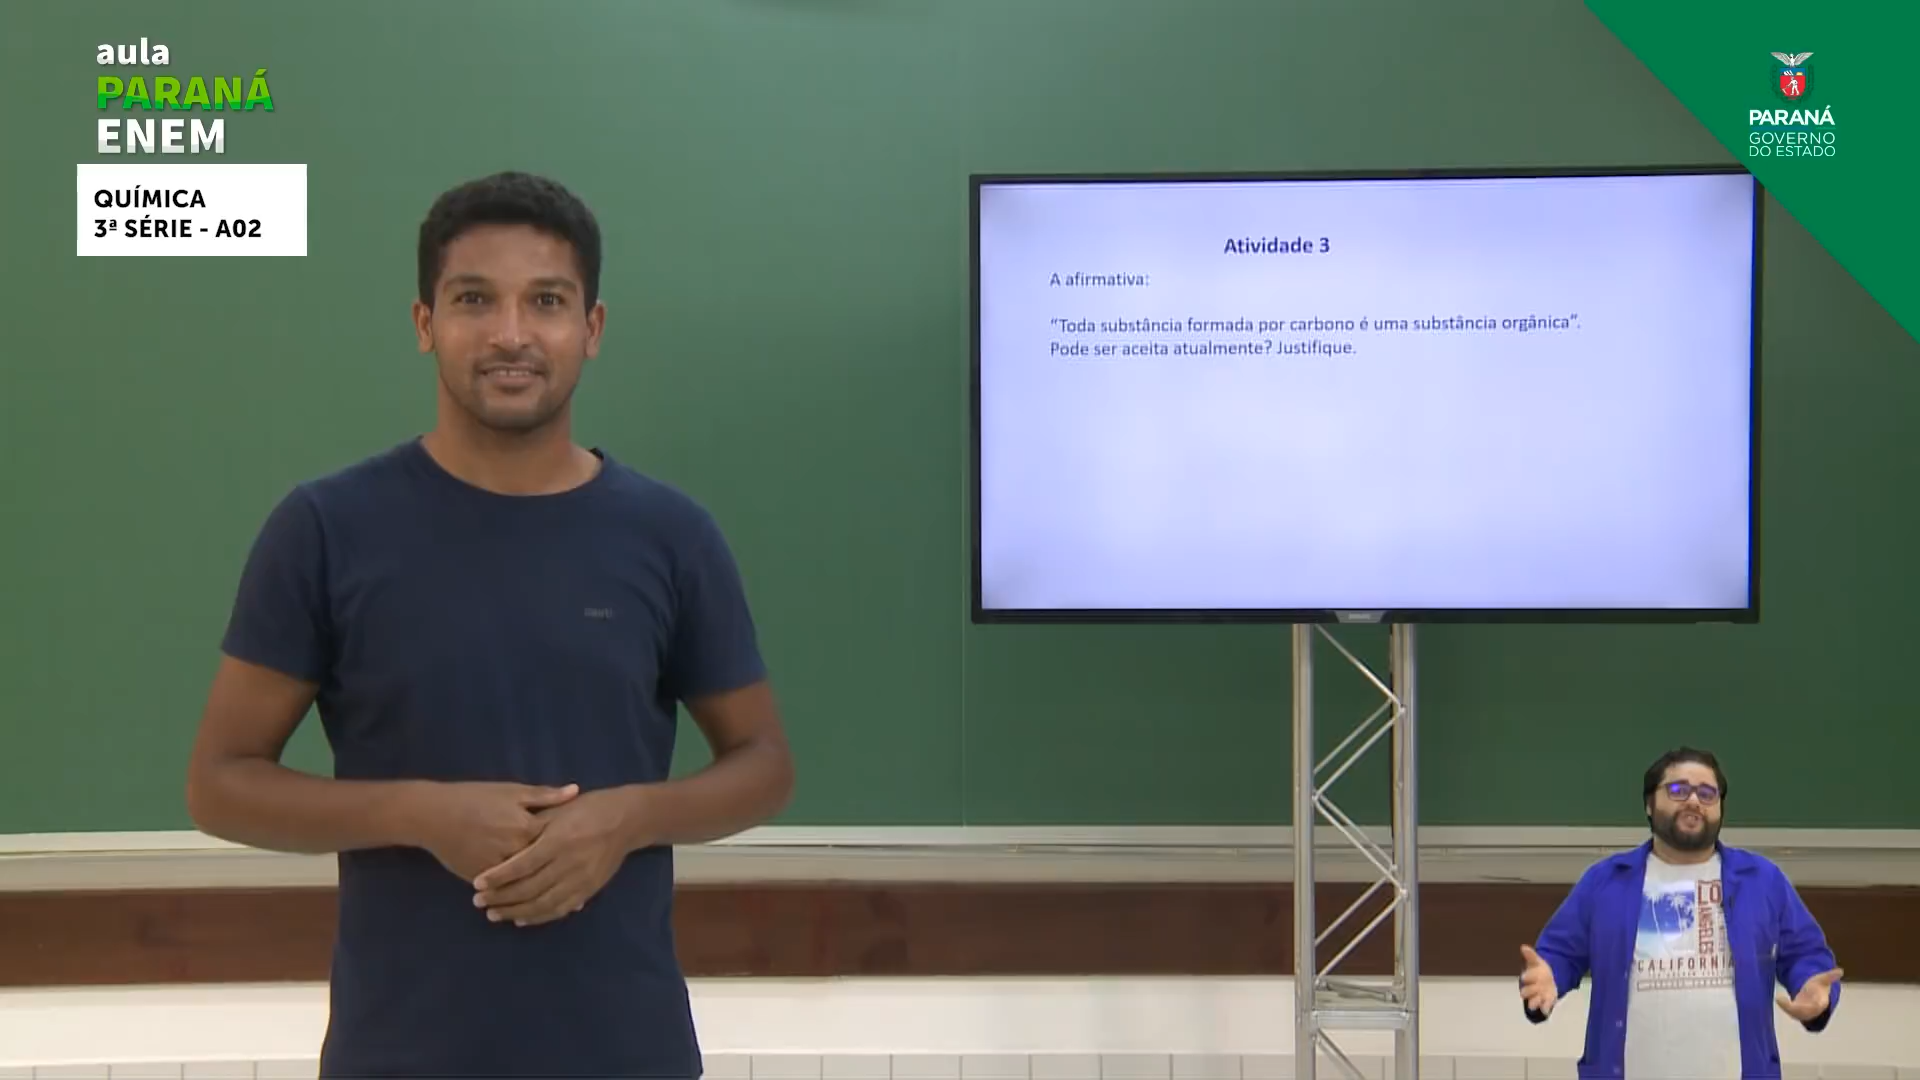 aula
PARANÁ
ENEM
QUÍMICA
3ª SÉRIE - A02
PARANÁ
GOVERNO
DO ESTADO
Atividade 3
A afirmativa:
“Toda substância formada por carbono é uma substância orgânica”.
Pode ser aceita atualmente? Justifique.
LOS ANGELES
CALIFORNIA